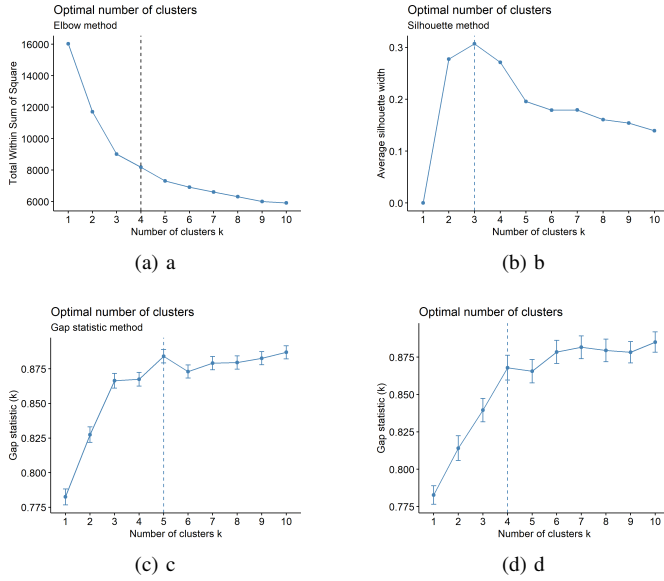 Optimal number of clusters
Elbow method
Total Within Sum of Square
16000
14000
12000
10000
8000
6000
1 2 3 4 5 6 7 8 9 10
Number of clusters k
(a) a
Optimal number of clusters
Silhouette method
Average silhouette width
0.3
0.2
0.1
0.0
1 2 3 4 5 6 7 8 9 10
Number of clusters k
(b) b
Optimal number of clusters
Gap statistic method
Gap statistic (k)
0.875
0.850
0.825
0.800
0.775
1 2 3 4 5 6 7 8 9 10
Number of clusters k
(c) c
Optimal number of clusters
Gap statistic (k)
0.875
0.850
0.825
0.800
0.775
1 2 3 4 5 6 7 8 9 10
Number of clusters k
(d) d